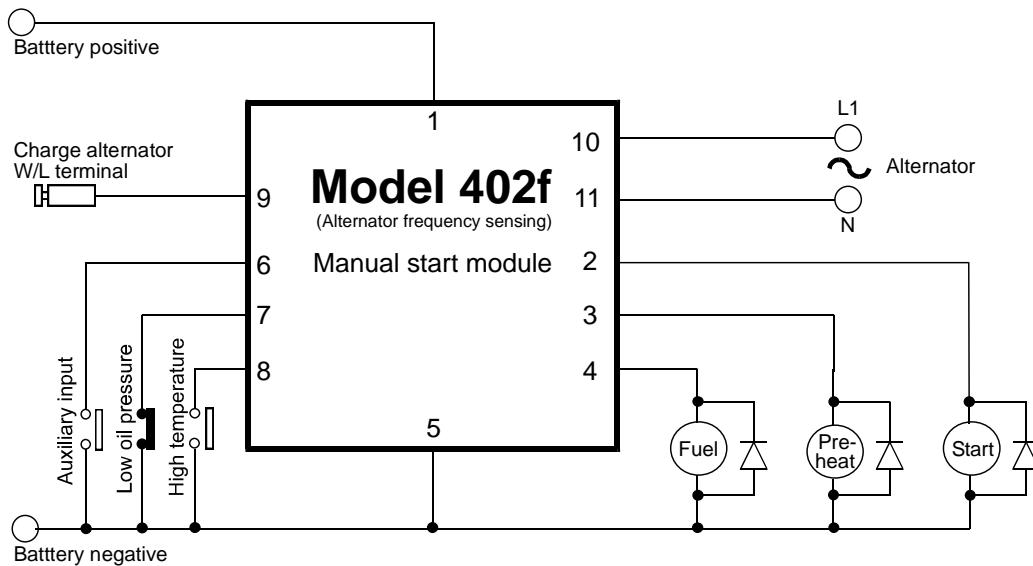 Batttery positive
1
10
L1
Alternator
Charge alternator
W/L terminal
9
Model 402f
(Alternator frequency sensing)
11
N
6
Manual start module
2
7
3
8
4
5
Auxiliary input
Low oil pressure
High temperature
Fuel
Pre-
heat
Start
Batttery negative